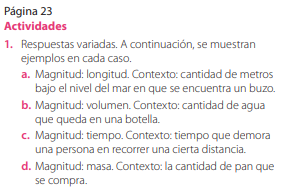 Página 23
Actividades
1. Respuestas variadas. A continuación, se muestran
ejemplos en cada caso.
a. Magnitud: longitud. Contexto: cantidad de metros
bajo el nivel del mar en que se encuentra un buzo.
b. Magnitud: volumen. Contexto: cantidad de agua
que queda en una botella.
c. Magnitud: tiempo. Contexto: tiempo que demora
una persona en recorrer una cierta distancia.
d. Magnitud: masa. Contexto: la cantidad de pan que
se compra.